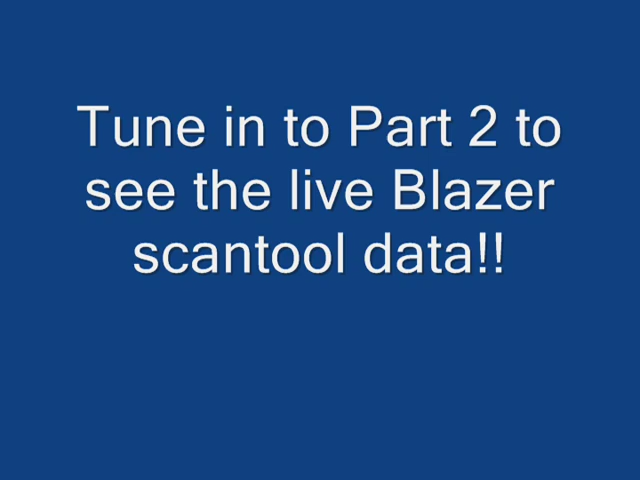 Tune in to Part 2 to
see the live Blazer
scantool data!!